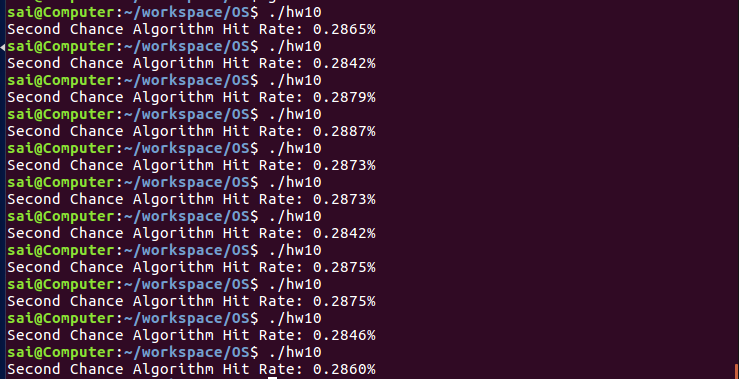 sai@Computer:~/workspace/OS$ ./hw10
Second Chance Algorithm Hit Rate: 0.2865%
sai@Computer:~/workspace/OS$ ./hw10
Second Chance Algorithm Hit Rate: 0.2842%
sai@Computer:~/workspace/OS$ ./hw10
Second Chance Algorithm Hit Rate: 0.2879%
sai@Computer:~/workspace/OS$ ./hw10
Second Chance Algorithm Hit Rate: 0.2887%
sai@Computer:~/workspace/OS$ ./hw10
Second Chance Algorithm Hit Rate: 0.2873%
sai@Computer:~/workspace/OS$ ./hw10
Second Chance Algorithm Hit Rate: 0.2873%
sai@Computer:~/workspace/OS$ ./hw10
Second Chance Algorithm Hit Rate: 0.2842%
sai@Computer:~/workspace/OS$ ./hw10
Second Chance Algorithm Hit Rate: 0.2875%
sai@Computer:~/workspace/OS$ ./hw10
Second Chance Algorithm Hit Rate: 0.2875%
sai@Computer:~/workspace/OS$ ./hw10
Second Chance Algorithm Hit Rate: 0.2846%
sai@Computer:~/workspace/OS$ ./hw10
Second Chance Algorithm Hit Rate: 0.2860%